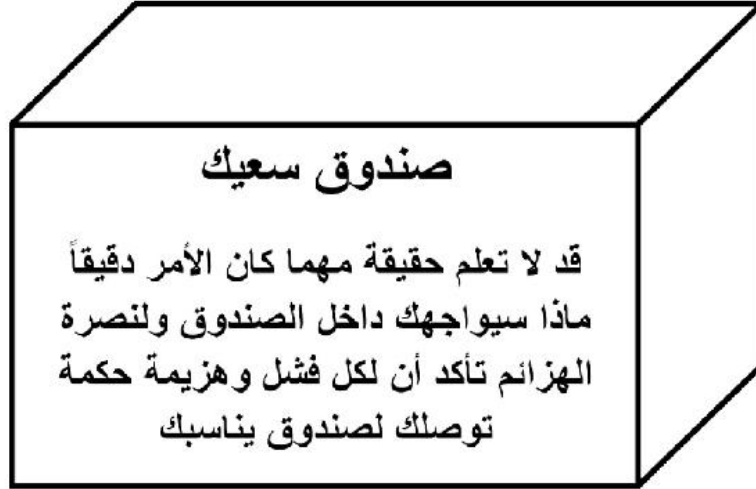 صندوق سعيك
قد لا تعلم حقيقة مهما كان الأمر دقيقاً
ماذا سيواجهك داخل الصندوق ولنصرة
الهزائم تأكد أن لكل فشل وهزيمة حكمة
توصلك لصندوق يناسبك